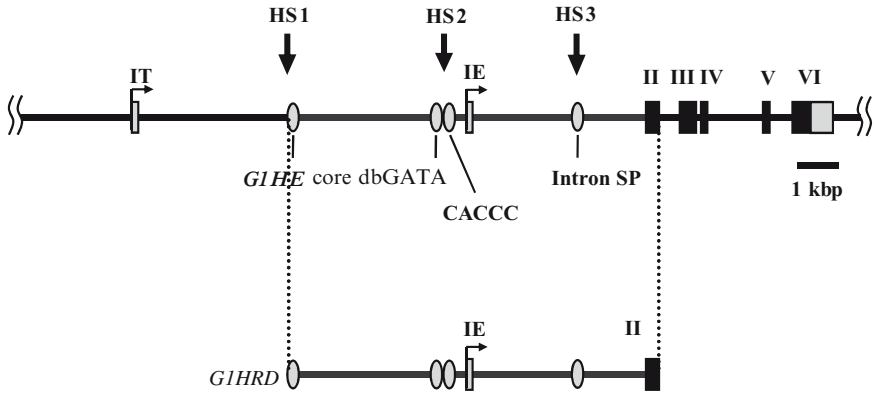 HS1 HS2 HS3
IT IE II III IV V VI
G1HE core dbGATA Intron SP 1 kbp
CACCC
IE II
G1HRD